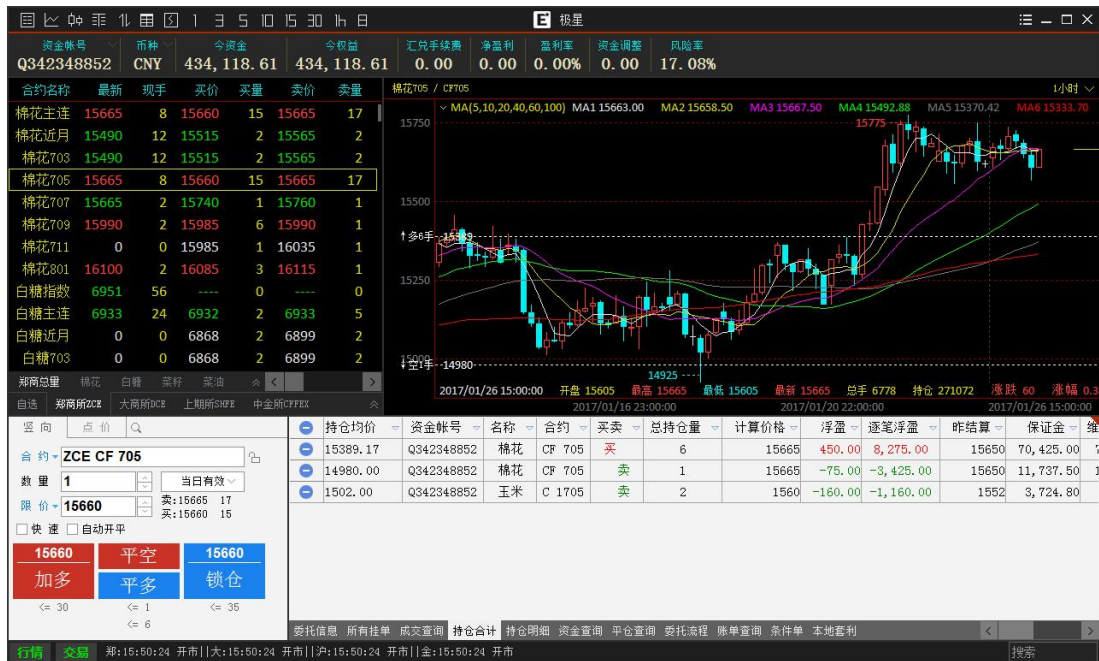 1 3 5 10 15 30 1h 日 极星
资金帐号 币种 今资金 今权益 汇兑手续费 净盈利 盈利率 资金调整 风险率
Q342348852 CNY 434,118.61 434,118.61 0.00 0.00 0.00% 0.00 17.08%
合约名称 最新 现手 买价 买量 卖价 卖量
棉花主连 15665 8 15660 15 15665 17
棉花近月 15490 12 15515 2 15565 2
棉花703 15490 12 15515 2 15565 2
棉花705 15665 8 15660 15 15665 17
棉花707 15665 2 15740 1 15760 1
棉花709 15990 2 15985 6 15990 1
棉花711 0 0 15985 1 16035 1
棉花801 16100 2 16085 3 16115 1
白糖指数 6951 56 ---- 0 ---- 0
白糖主连 6933 24 6932 2 6933 5
白糖近月 0 0 6868 2 6899 2
白糖703 0 0 6868 2 6899 2
郑商总量 棉花 白糖 菜籽 菜油
自选 郑商所ZCE 大商所DCE 上期所SHFE 中金所CFFEX
棉花705 / CF705 1小时
MA(5,10,20,40,60,100) MA1 15663.00 MA2 15658.50 MA3 15667.50 MA4 15492.88 MA5 15370.42 MA6 15333.70
15750
15775
15500
多6手 15389
15250
15000
空1手 14980
14925
2017/01/26 15:00:00 开盘 15605 最高 15665 最低 15605 最新 15665 总手 6778 持仓 271072 涨跌 60 涨幅 0.3
2017/01/16 23:00:00 2017/01/20 22:00:00 2017/01/26 15:00:00
竖向 点价
合约 ZCE CF 705
数量 1 当日有效
限价 15660 卖:15665 17
买:15660 15
快速 自动开平
15660 加多
平空
平多
15660 锁仓
<= 30 <= 1 <= 35
<= 6
持仓均价 资金帐号 名称 合约 买卖 总持仓量 计算价格 浮盈 逐笔浮盈 昨结算 保证金 维
15389.17 Q342348852 棉花 CF 705 买 6 15665 450.00 8,275.00 15650 70,425.00
14980.00 Q342348852 棉花 CF 705 卖 1 15665 -75.00 -3,425.00 15650 11,737.50
1502.00 Q342348852 玉米 C 1705 卖 2 1560 -160.00 -1,160.00 1552 3,724.80
委托信息 所有挂单 成交查询 持仓合计 持仓明细 资金查询 平仓查询 委托流程 账单查询 条件单 本地套利
行情 交易 郑:15:50:24 开市||大:15:50:24 开市||沪:15:50:24 开市||金:15:50:24 开市 搜索